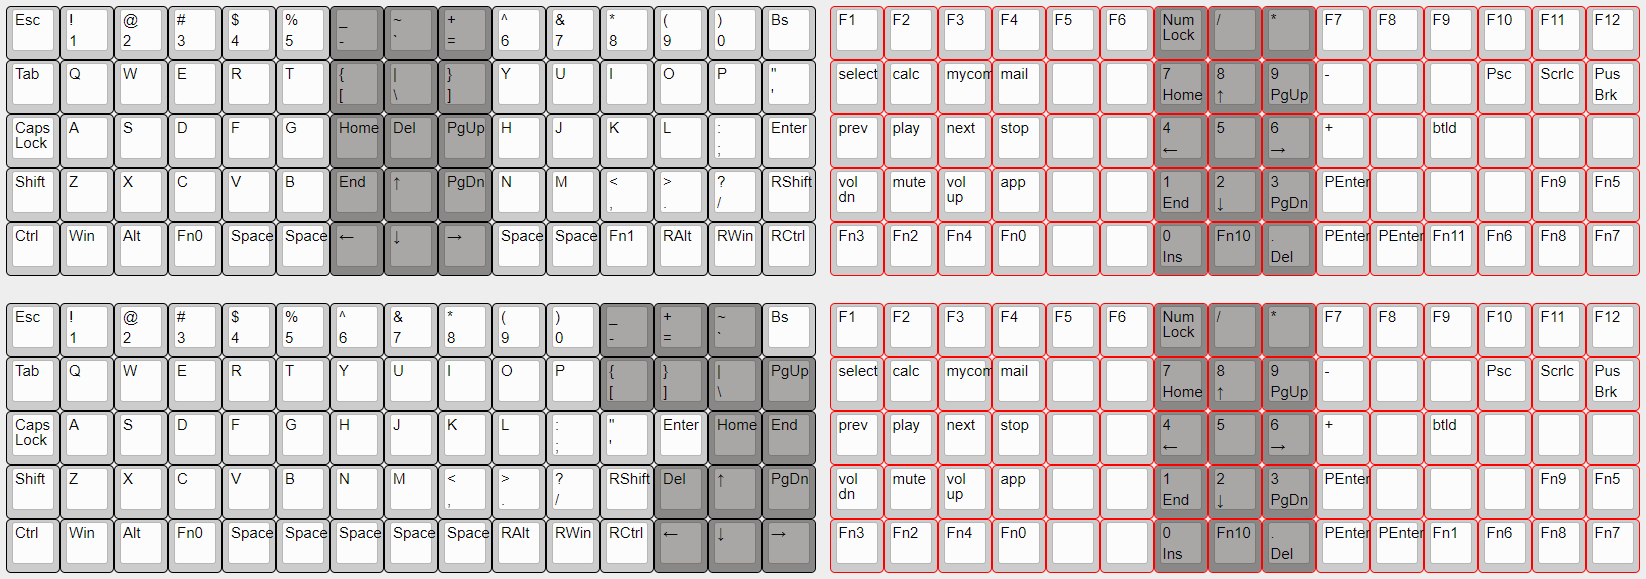 Esc ! 1 @ 2 # 3 $ 4 % 5 _ - ~ ` + = ^ 6 & 7 * 8 ( 9 ) 0 Bs
Tab Q W E R T { [ | \ } ] Y U I O P " '
Caps Lock A S D F G Home Del PgUp H J K L : ; Enter
Shift Z X C V B End ↑ PgDn N M < , > . ? / RShift
Ctrl Win Alt Fn0 Space Space ← ↓ → Space Space Fn1 RAlt RWin RCtrl
F1 F2 F3 F4 F5 F6 Num Lock / * F7 F8 F9 F10 F11 F12
select calc mycom mail 7 Home 8 ↑ 9 PgUp - Psc Scrlc Pus Brk
prev play next stop 4 ← 5 6 → + btld
vol dn mute vol up app 1 End 2 ↓ 3 PgDn PEnter Fn9 Fn5
Fn3 Fn2 Fn4 Fn0 0 Ins Fn10 . Del PEnter PEnter Fn11 Fn6 Fn8 Fn7
Esc ! 1 @ 2 # 3 $ 4 % 5 ^ 6 & 7 * 8 ( 9 ) 0 _ - + = ~ ` Bs
Tab Q W E R T Y U I O P { [ } ] | \ PgUp
Caps Lock A S D F G H J K L : ; " ' Enter Home End
Shift Z X C V B N M < , > . ? / RShift Del ↑ PgDn
Ctrl Win Alt Fn0 Space Space Space Space Space RAlt RWin RCtrl ← ↓ →
F1 F2 F3 F4 F5 F6 Num Lock / * F7 F8 F9 F10 F11 F12
select calc mycom mail 7 Home 8 ↑ 9 PgUp - Psc Scrlc Pus Brk
prev play next stop 4 ← 5 6 → + btld
vol dn mute vol up app 1 End 2 ↓ 3 PgDn PEnter Fn9 Fn5
Fn3 Fn2 Fn4 Fn0 0 Ins Fn10 . Del PEnter PEnter Fn1 Fn6 Fn8 Fn7